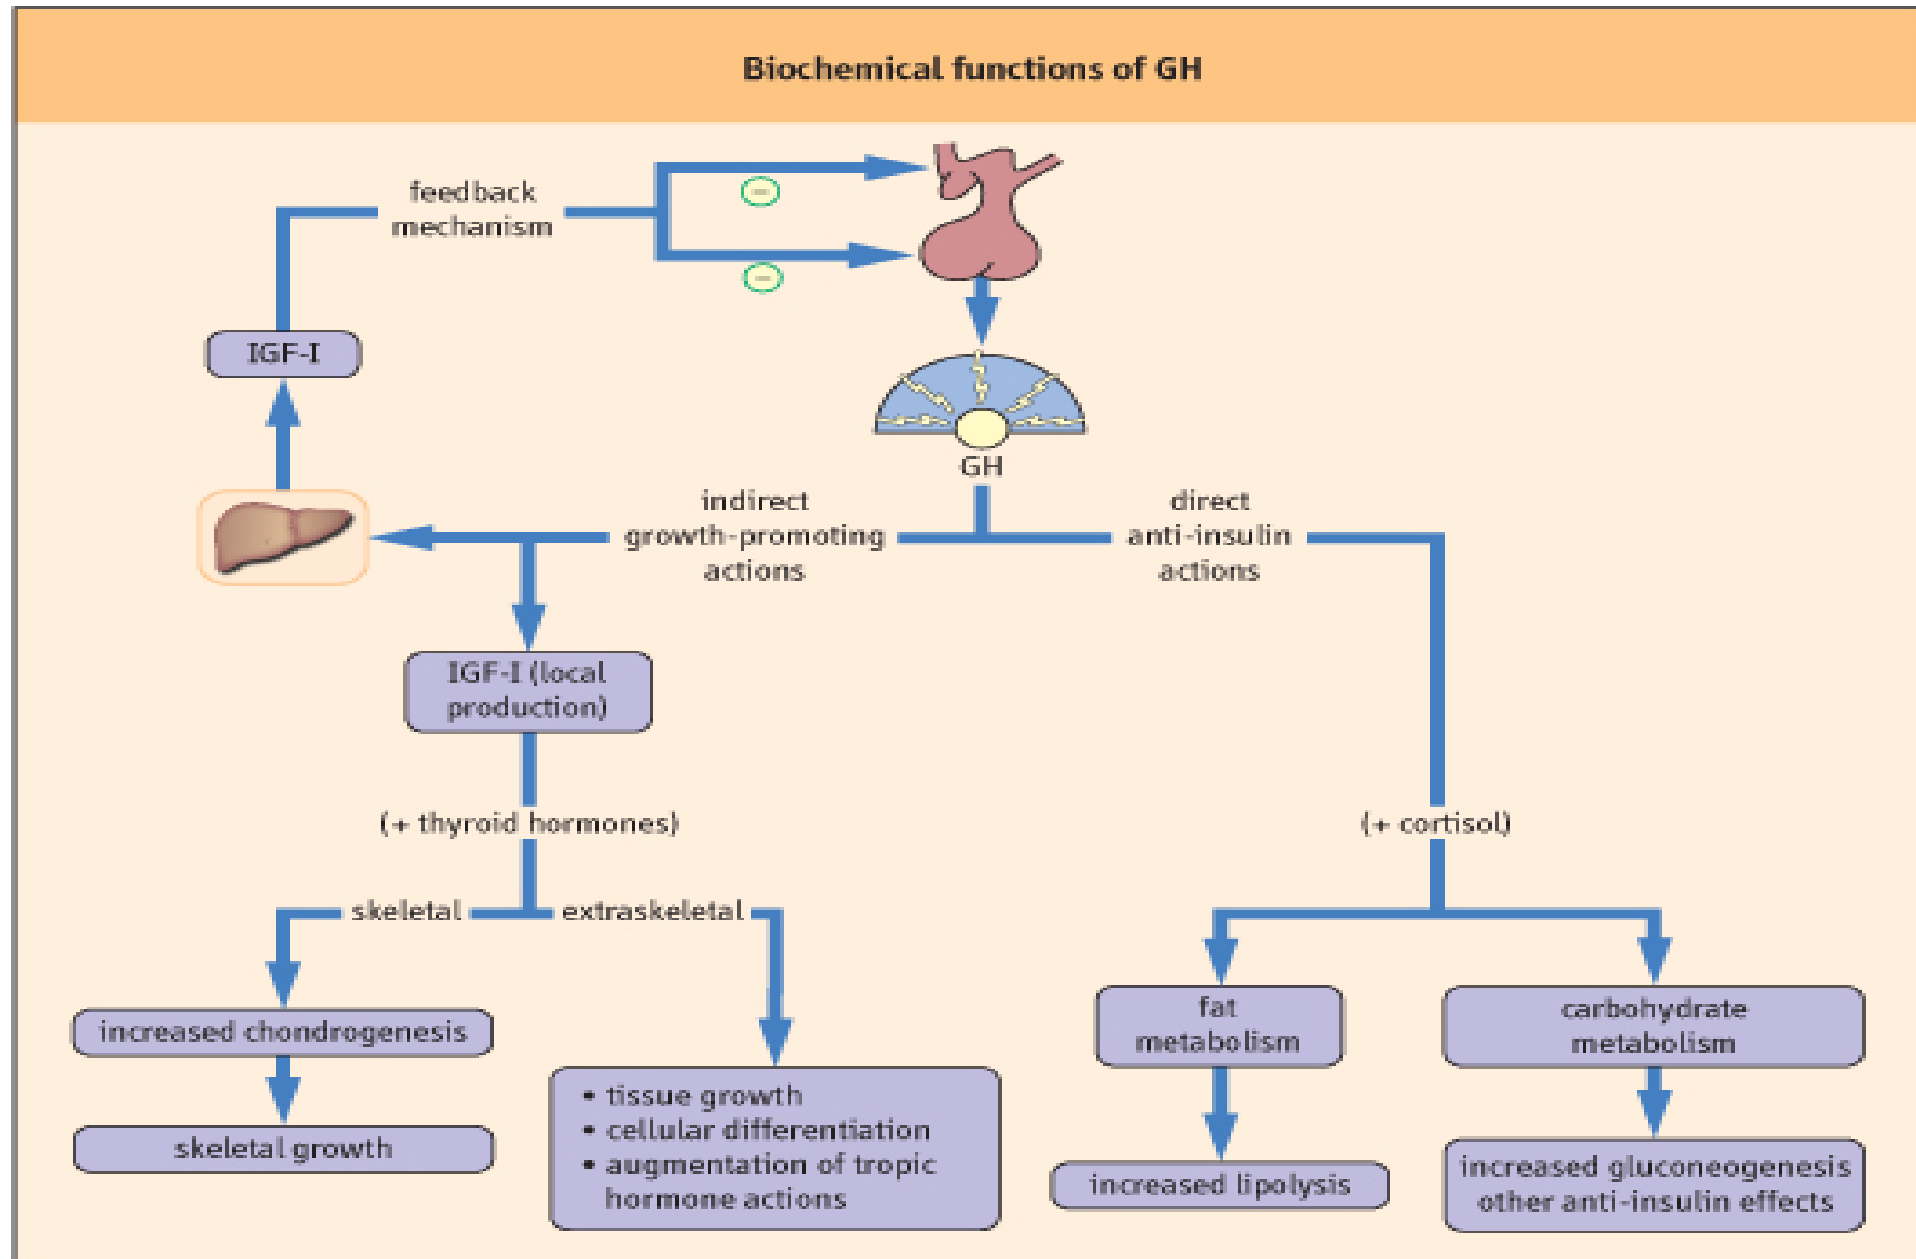 Biochemical functions of GH
feedback
mechanism
−
−
IGF-I
GH
indirect
growth-promoting
actions
direct
anti-insulin
actions
IGF-I (local
production)
(+ thyroid hormones)
(+ cortisol)
skeletal
extraskeletal
increased chondrogenesis
skeletal growth
• tissue growth
• cellular differentiation
• augmentation of tropic
hormone actions
fat
metabolism
increased lipolysis
carbohydrate
metabolism
increased gluconeogenesis
other anti-insulin effects